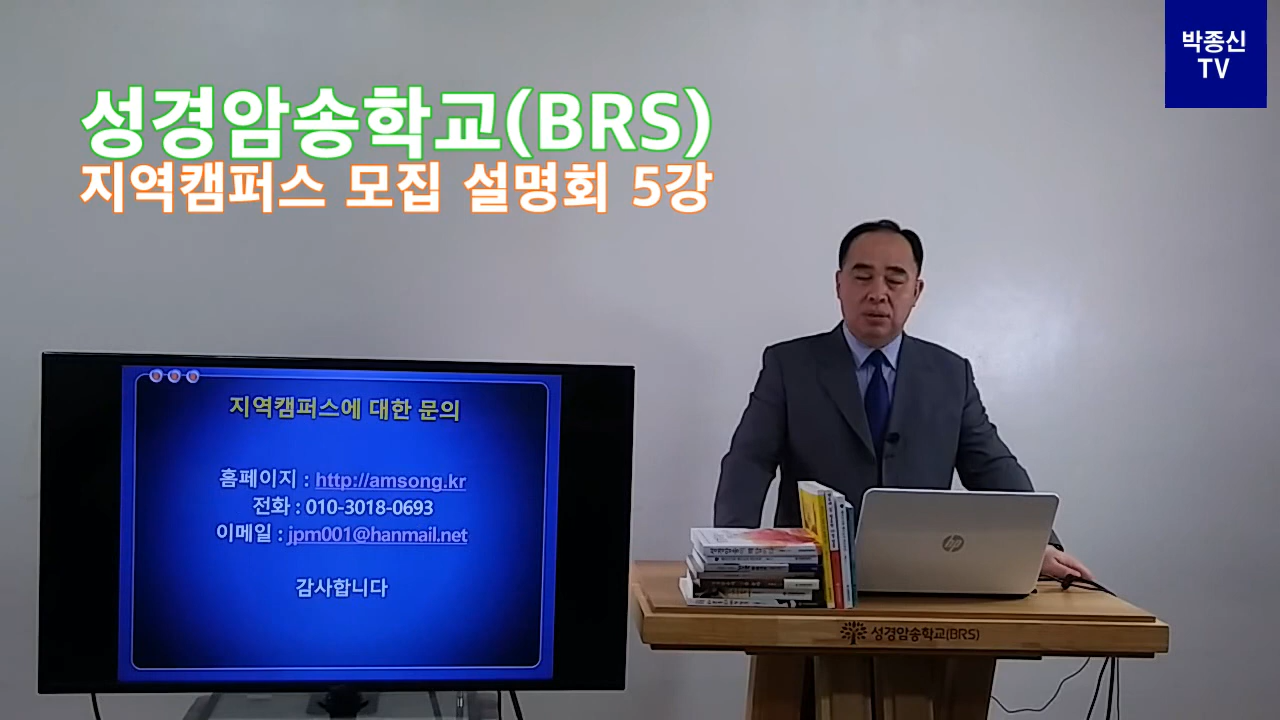 박종신
TV
성경암송학교(BRS)
지역캠퍼스 모집 설명회 5강
지역캠퍼스에 대한 문의
홈페이지 : http://amsong.kr
전화 : 010-3018-0693
이메일 : jpm001@hanmail.net
감사합니다
hp
성경암송학교(BRS)